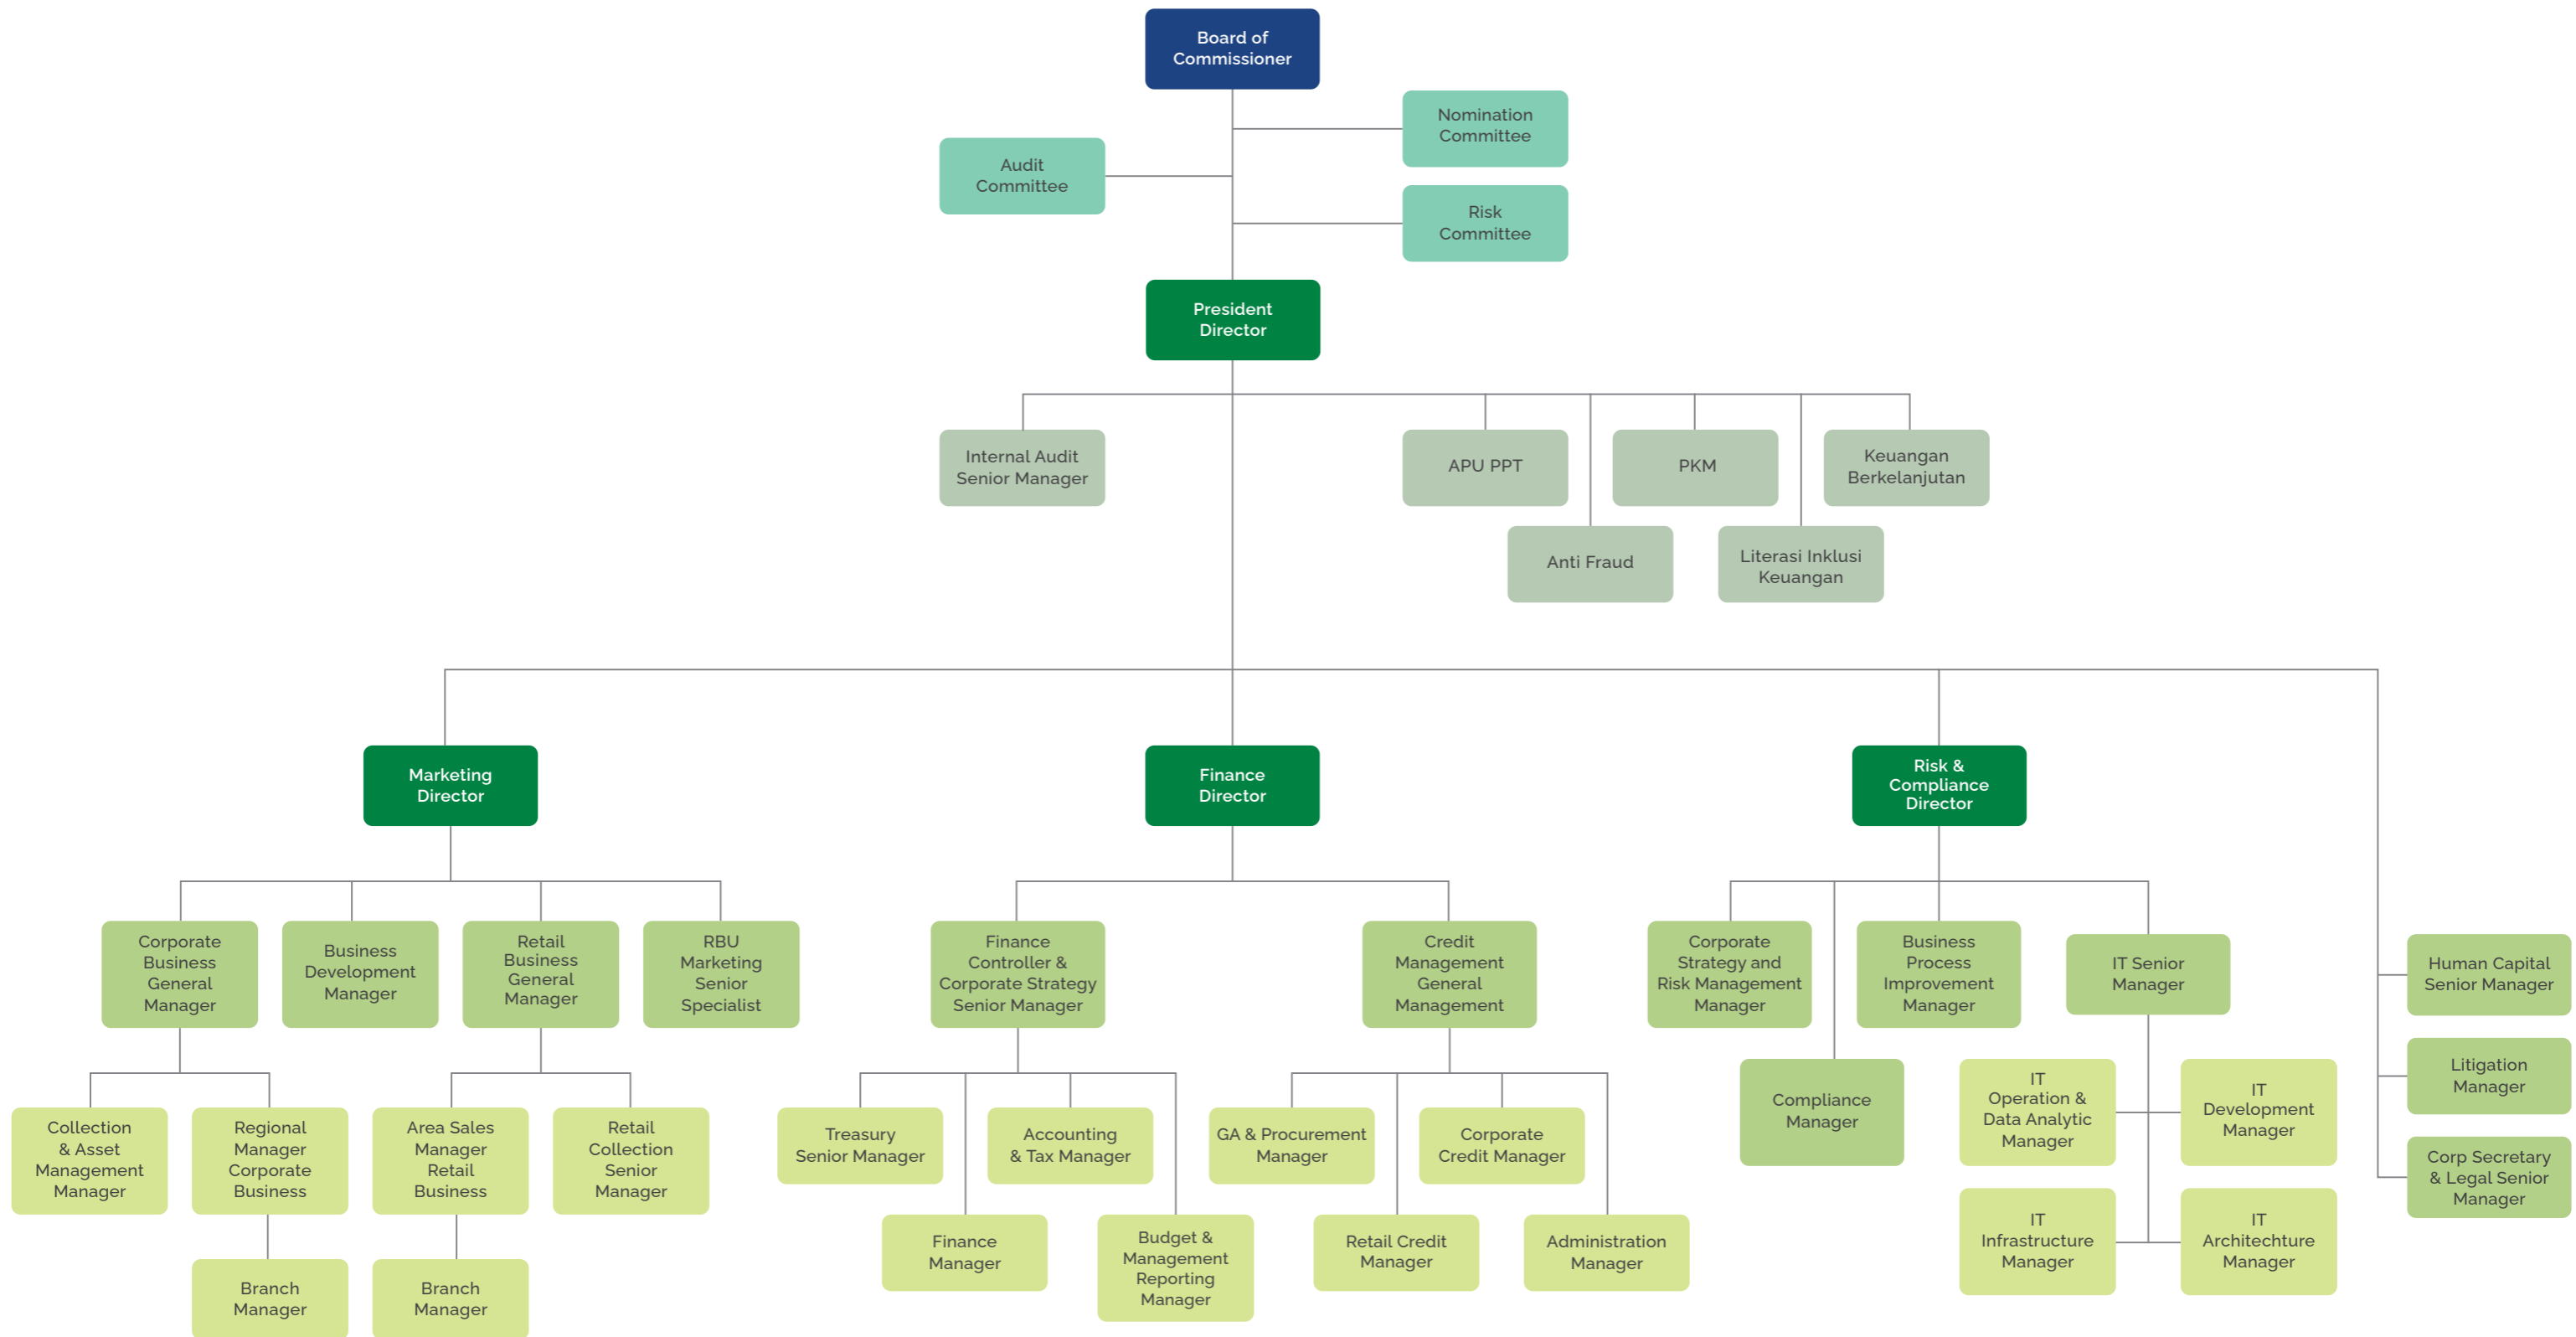 Board of
Commissioner
Nomination
Committee
Audit
Committee
Risk
Committee
President
Director
Internal Audit
Senior Manager
APU PPT
PKM
Keuangan
Berkelanjutan
Anti Fraud
Literasi Inklusi
Keuangan
Marketing
Director
Finance
Director
Risk &
Compliance
Director
Corporate
Business
General
Manager
Business
Development
Manager
Retail
Business
General
Manager
RBU
Marketing
Senior
Specialist
Finance
Controller &
Corporate Strategy
Senior Manager
Credit
Management
General
Management
Corporate
Strategy and
Risk Management
Manager
Business
Process
Improvement
Manager
IT Senior
Manager
Human Capital
Senior Manager
Litigation
Manager
Corp Secretary
& Legal Senior
Manager
Compliance
Manager
IT
Operation &
Data Analytic
Manager
IT
Development
Manager
IT
Infrastructure
Manager
IT
Architechture
Manager
Collection
& Asset
Management
Manager
Regional
Manager
Corporate
Business
Area Sales
Manager
Retail
Business
Retail
Collection
Senior
Manager
Treasury
Senior Manager
Accounting
& Tax Manager
GA & Procurement
Manager
Corporate
Credit Manager
Finance
Manager
Budget &
Management
Reporting
Manager
Retail Credit
Manager
Administration
Manager
Branch
Manager
Branch
Manager